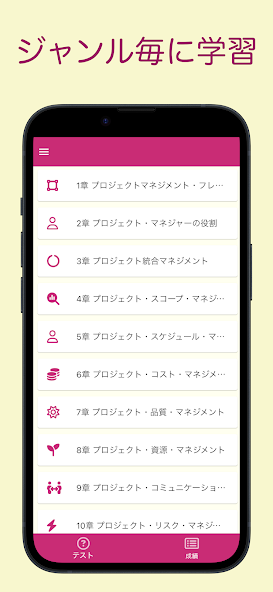 ジャンル毎に学習
1章 プロジェクトマネジメント・フレ…
2章 プロジェクト・マネジャーの役割
3章 プロジェクト統合マネジメント
4章 プロジェクト・スコープ・マネジ…
5章 プロジェクト・スケジュール・マ…
6章 プロジェクト・コスト・マネジメ…
7章 プロジェクト・品質・マネジメント
8章 プロジェクト・資源・マネジメント
9章 プロジェクト・コミュニケーショ…
10章 プロジェクト・リスク・マネジ…
テスト
成績